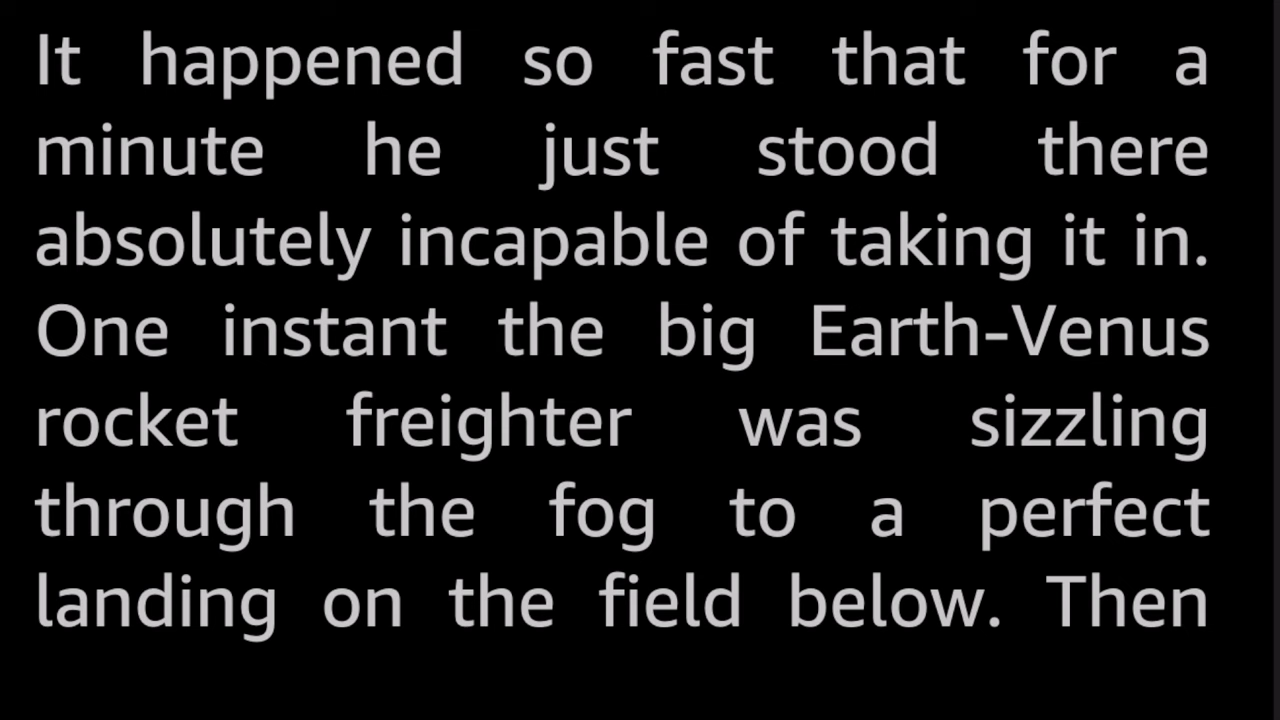 It happened so fast that for a
minute he just stood there
absolutely incapable of taking it in.
One instant the big Earth-Venus
rocket freighter was sizzling
through the fog to a perfect
landing on the field below. Then